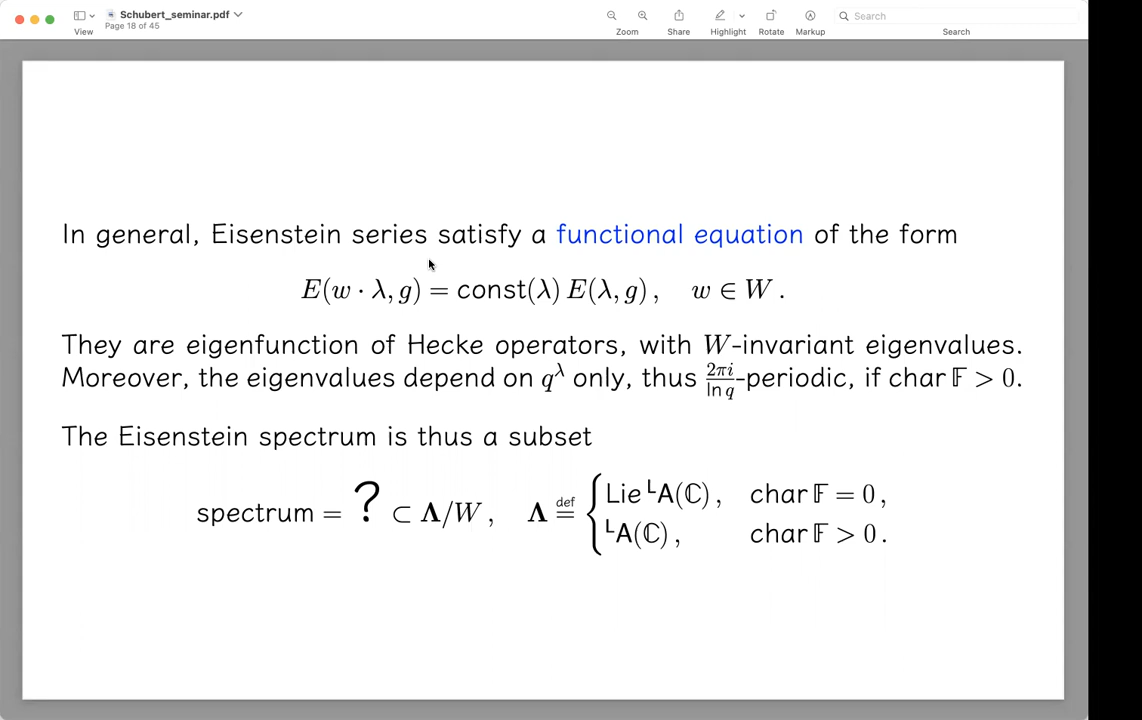 Schubert_seminar.pdf
Page 18 of 45
View
Zoom
Share
Highlight
Rotate
Markup
Search
Search
In general, Eisenstein series satisfy a functional equation of the form
E(w · λ, g) = const(λ) E(λ, g) , w ∈ W .
They are eigenfunction of Hecke operators, with W-invariant eigenvalues.
Moreover, the eigenvalues depend on q^λ only, thus 2πi/ln q-periodic, if char 𝔽 > 0.
The Eisenstein spectrum is thus a subset
spectrum = ? ⊂ Λ/W , Λ def= { Lie ᴸA(ℂ) , char 𝔽 = 0 ,
ᴸA(ℂ) , char 𝔽 > 0 .